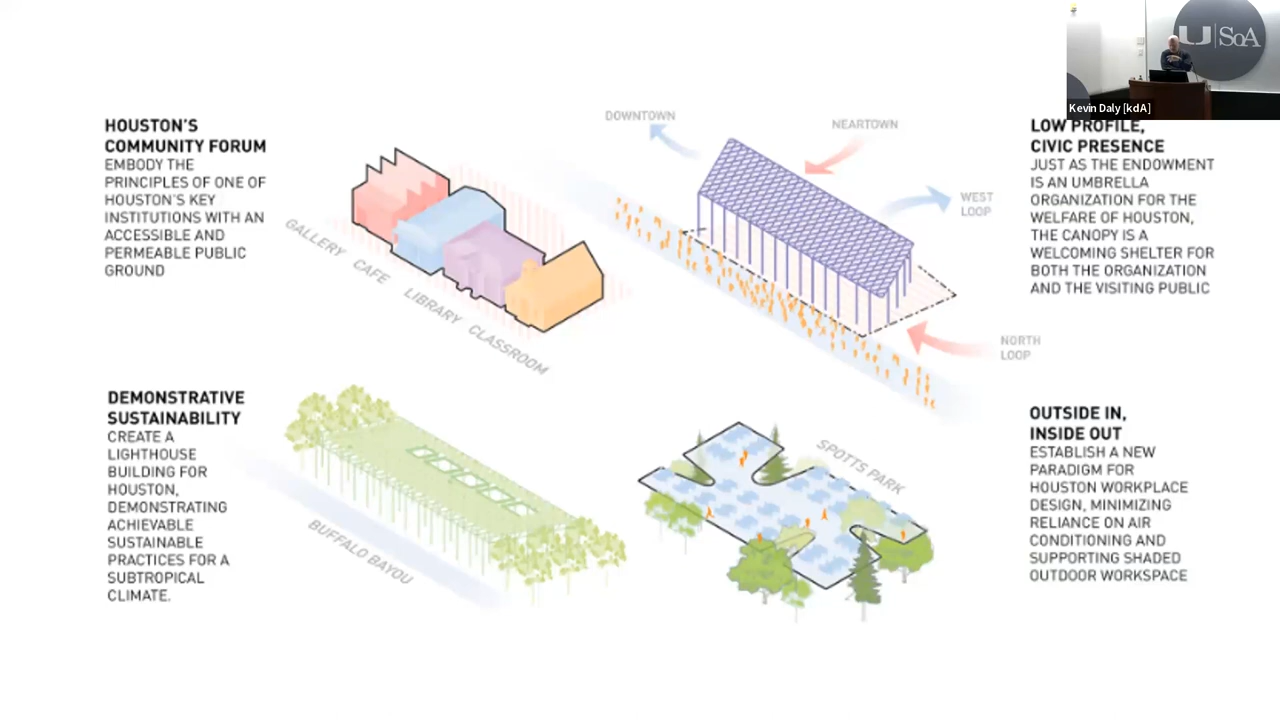 U|SoA
Kevin Daly [kdA]
HOUSTON'S
COMMUNITY FORUM
EMBODY THE
PRINCIPLES OF ONE OF
HOUSTON'S KEY
INSTITUTIONS WITH AN
ACCESSIBLE AND
PERMEABLE PUBLIC
GROUND
GALLERY CAFE LIBRARY CLASSROOM
DOWNTOWN
NEARTOWN
WEST
LOOP
NORTH
LOOP
LOW PROFILE,
CIVIC PRESENCE
JUST AS THE ENDOWMENT
IS AN UMBRELLA
ORGANIZATION FOR THE
WELFARE OF HOUSTON,
THE CANOPY IS A
WELCOMING SHELTER FOR
BOTH THE ORGANIZATION
AND THE VISITING PUBLIC
DEMONSTRATIVE
SUSTAINABILITY
CREATE A
LIGHTHOUSE
BUILDING FOR
HOUSTON,
DEMONSTRATING
ACHIEVABLE
SUSTAINABLE
PRACTICES FOR A
SUBTROPICAL
CLIMATE.
BUFFALO BAYOU
SPOTTS PARK
OUTSIDE IN,
INSIDE OUT
ESTABLISH A NEW
PARADIGM FOR
HOUSTON WORKPLACE
DESIGN, MINIMIZING
RELIANCE ON AIR
CONDITIONING AND
SUPPORTING SHADED
OUTDOOR WORKSPACE